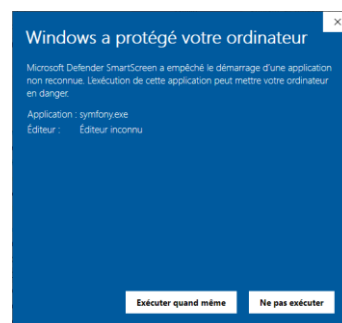 Windows a protégé votre ordinateur
Microsoft Defender SmartScreen a empêché le démarrage d'une application
non reconnue. L'exécution de cette application peut mettre votre ordinateur
en danger.
Application : symfony.exe
Éditeur : Éditeur inconnu
Exécuter quand même Ne pas exécuter